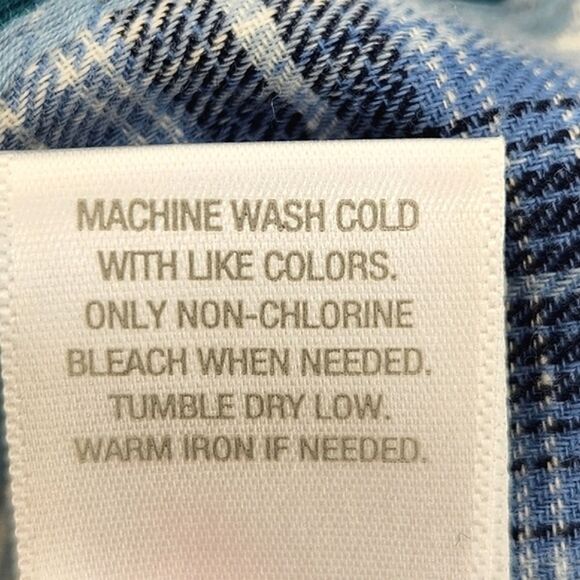 MACHINE WASH COLD
WITH LIKE COLORS.
ONLY NON-CHLORINE
BLEACH WHEN NEEDED.
TUMBLE DRY LOW.
WARM IRON IF NEEDED.